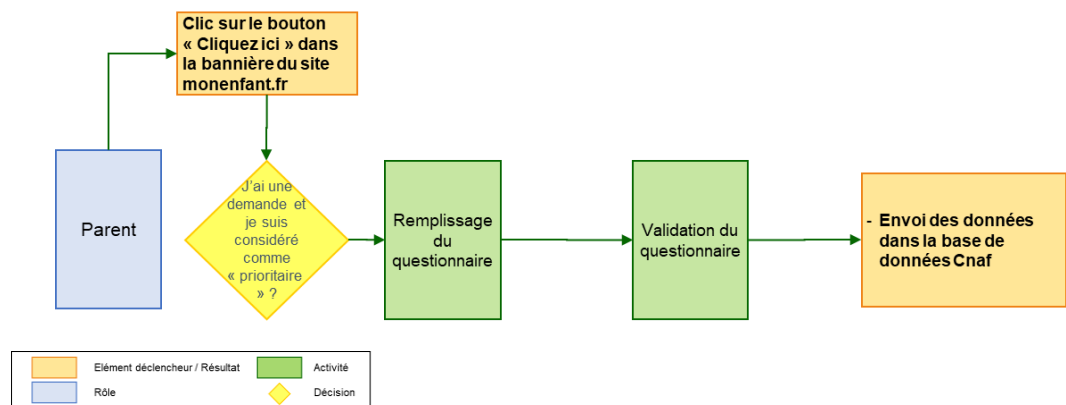 Clic sur le bouton
« Cliquez ici » dans
la bannière du site
monenfant.fr
Parent
J'ai une
demande et
je suis
considéré
comme
« prioritaire
» ?
Remplissage
du
questionnaire
Validation du
questionnaire
- Envoi des données
dans la base de
données Cnaf
Elément déclencheur / Résultat
Activité
Rôle
Décision